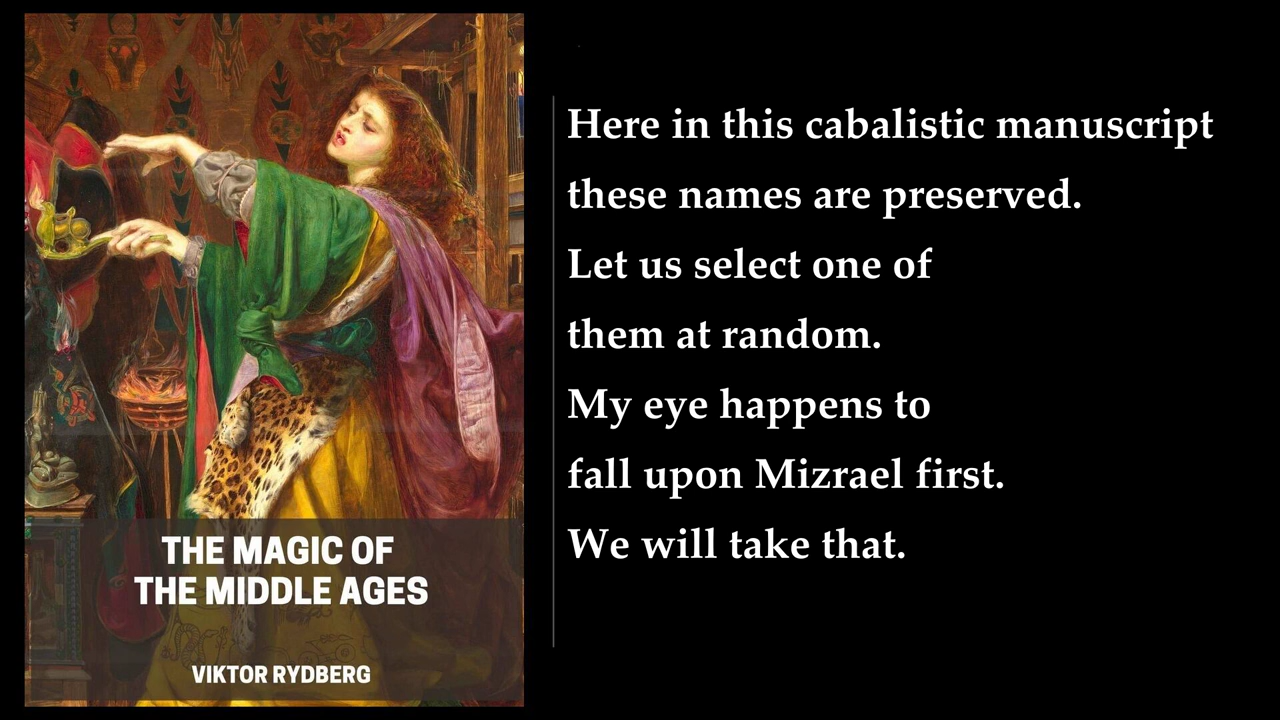 THE MAGIC OF
THE MIDDLE AGES
VIKTOR RYDBERG
Here in this cabalistic manuscript
these names are preserved.
Let us select one of
them at random.
My eye happens to
fall upon Mizrael first.
We will take that.